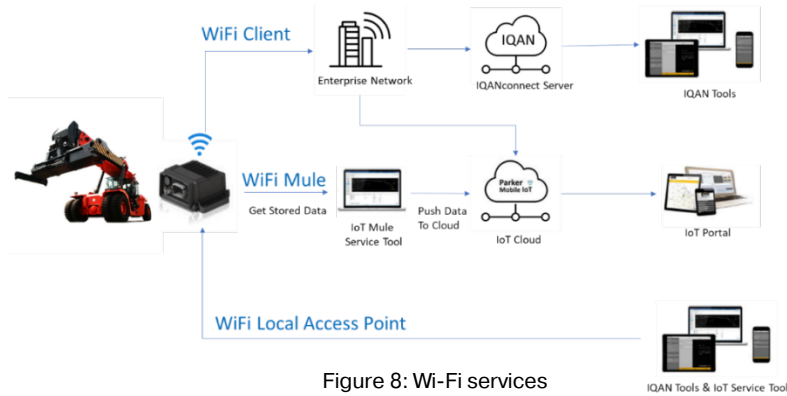 WiFi Client
IQAN
Enterprise Network
IQANconnect Server
IQAN Tools
WiFi Mule
Get Stored Data
Push Data
To Cloud
Parker
Mobile IoT
IoT Mule
Service Tool
IoT Cloud
IoT Portal
WiFi Local Access Point
IQAN Tools & IoT Service Tool
Figure 8: Wi-Fi services